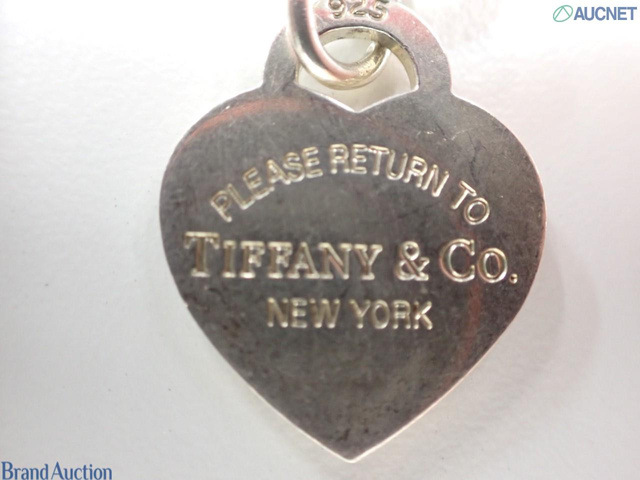 AUCNET
925
PLEASE RETURN TO
TIFFANY & CO.
NEW YORK
Brand Auction